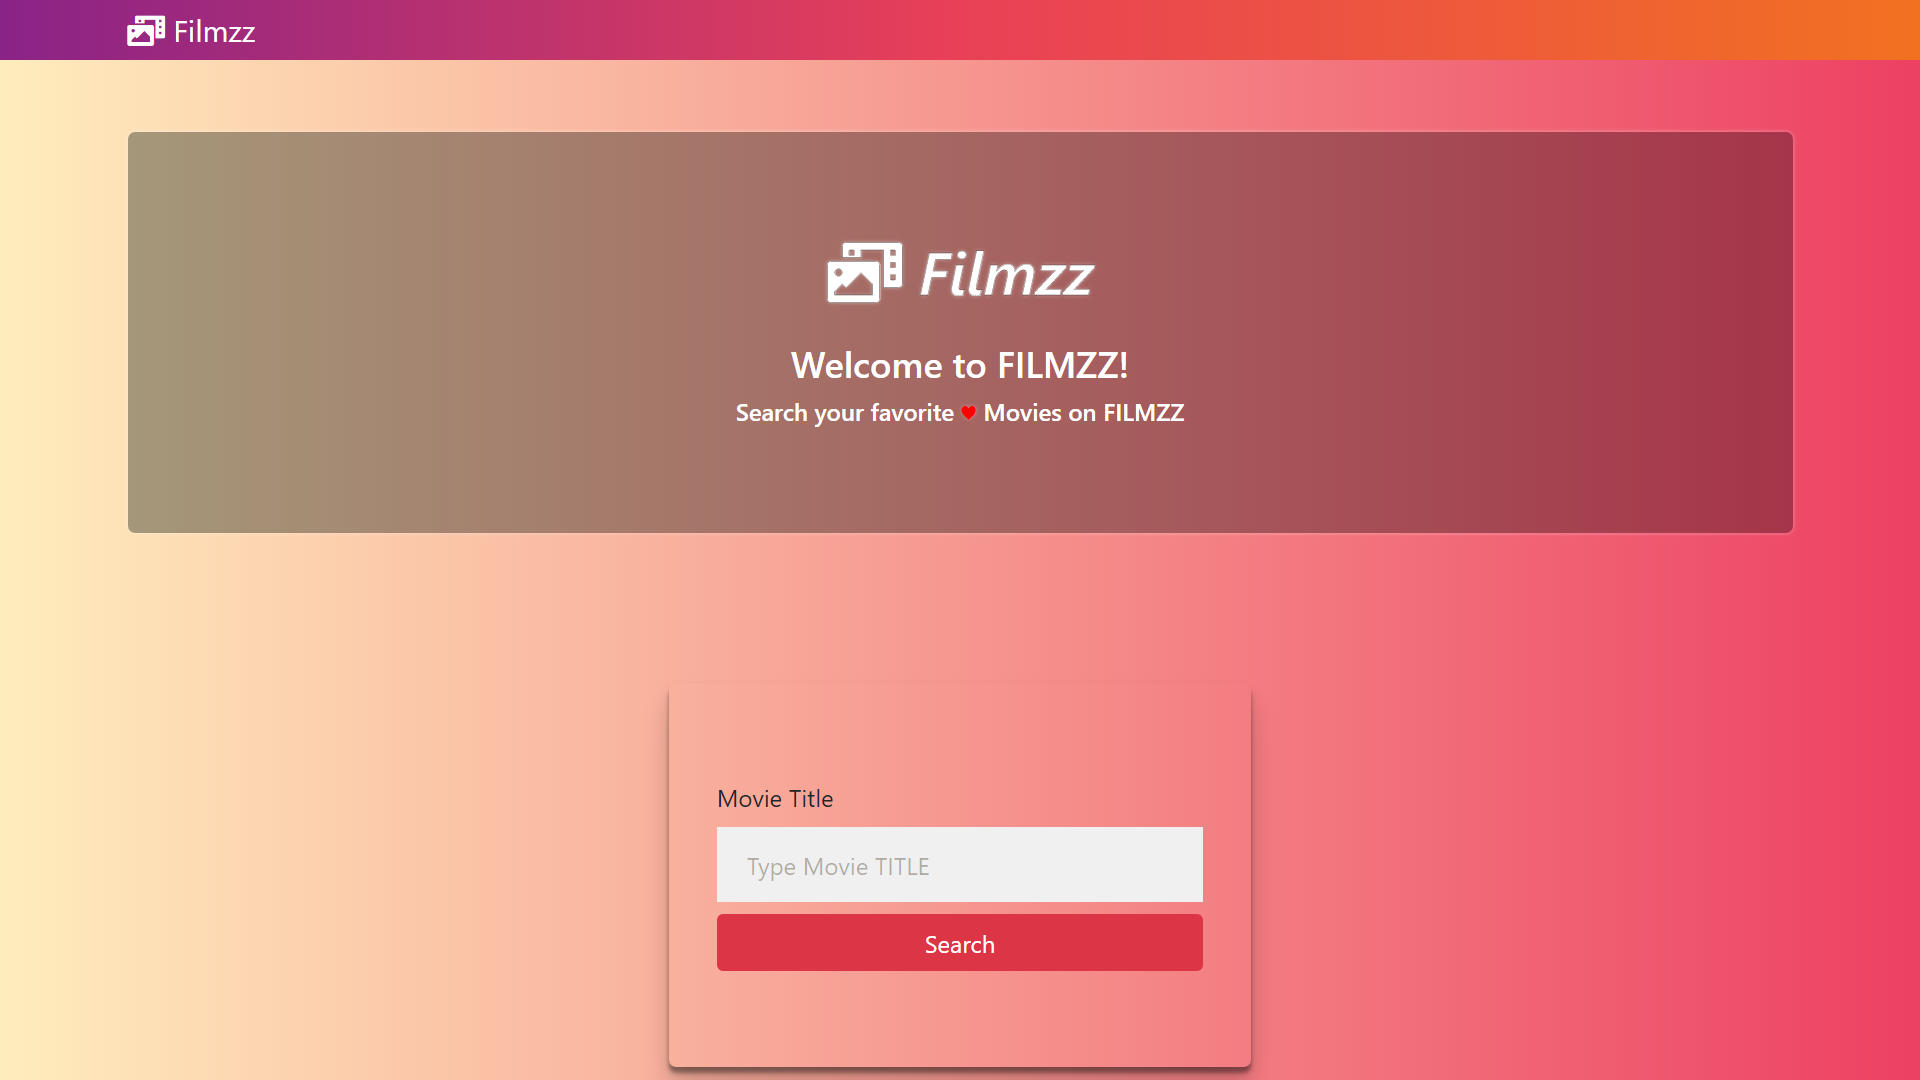 Filmzz
Filmzz
Welcome to FILMZZ!
Search your favorite ♥ Movies on FILMZZ
Movie Title
Type Movie TITLE
Search